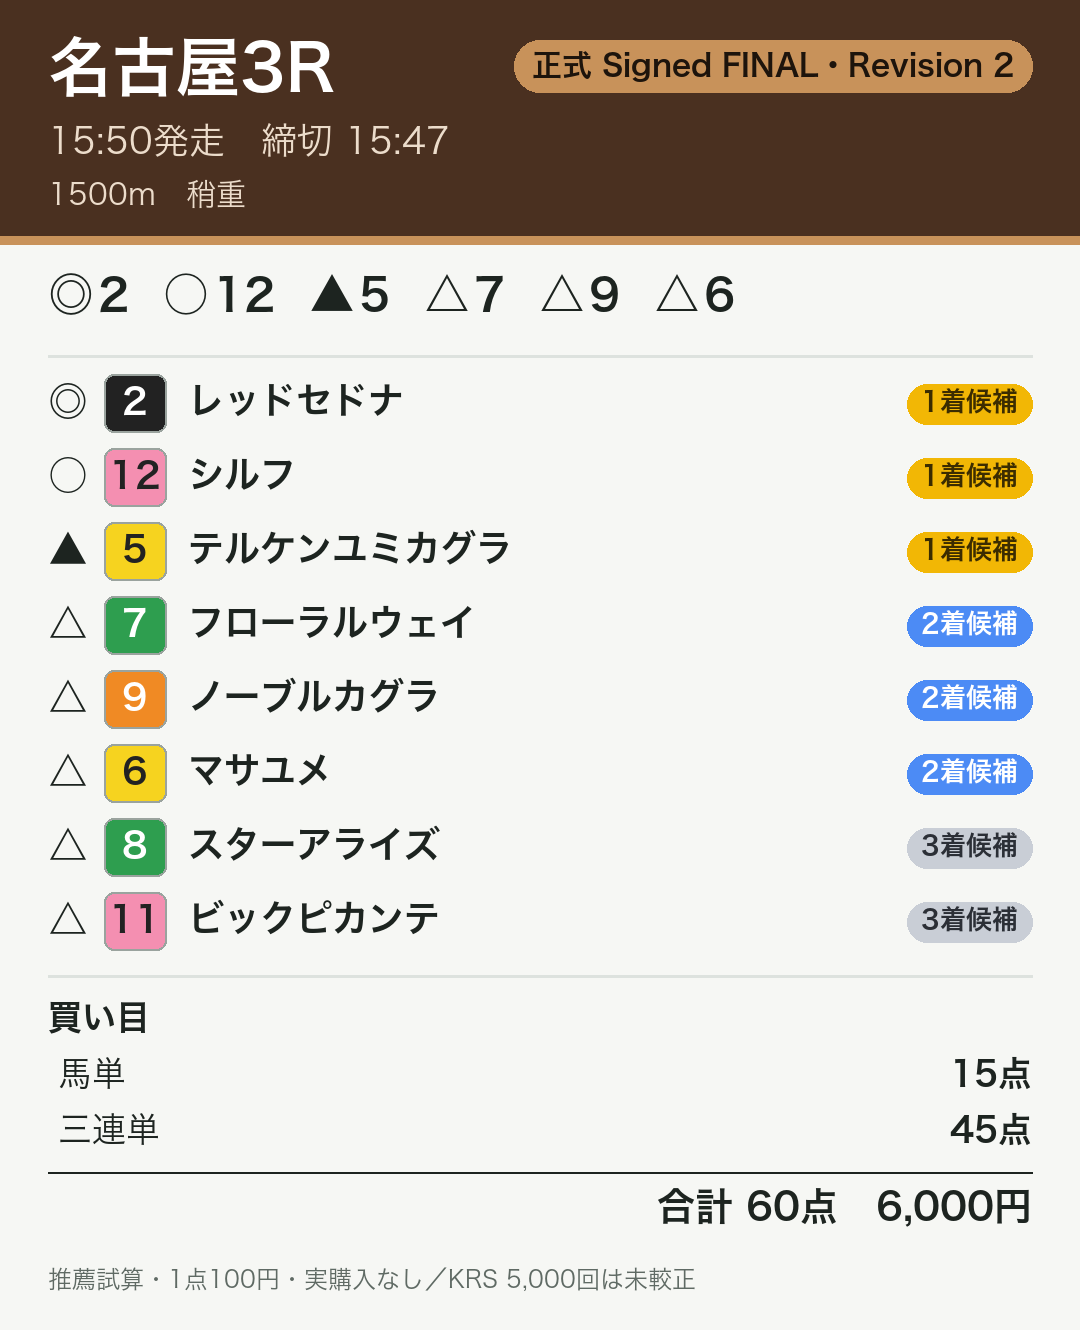 名古屋3R
正式 Signed FINAL・Revision 2
15:50発走　締切 15:47
1500m　稍重
◎2 ○12 ▲5 △7 △9 △6
◎ 2 レッドセドナ 1着候補
○ 12 シルフ 1着候補
▲ 5 テルケンユミカグラ 1着候補
△ 7 フローラルウェイ 2着候補
△ 9 ノーブルカグラ 2着候補
△ 6 マサユメ 2着候補
△ 8 スターアライズ 3着候補
△ 11 ビックピカンテ 3着候補
買い目
馬単 15点
三連単 45点
合計 60点　6,000円
推薦試算・1点100円・実購入なし／KRS 5,000回は未較正